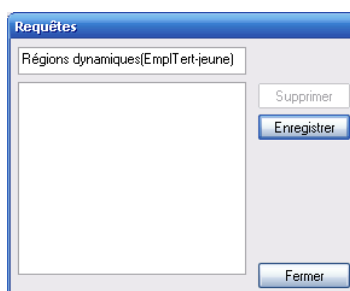 Requêtes
Régions dynamiques(EmplTert-jeune)
Supprimer
Enregistrer
Fermer